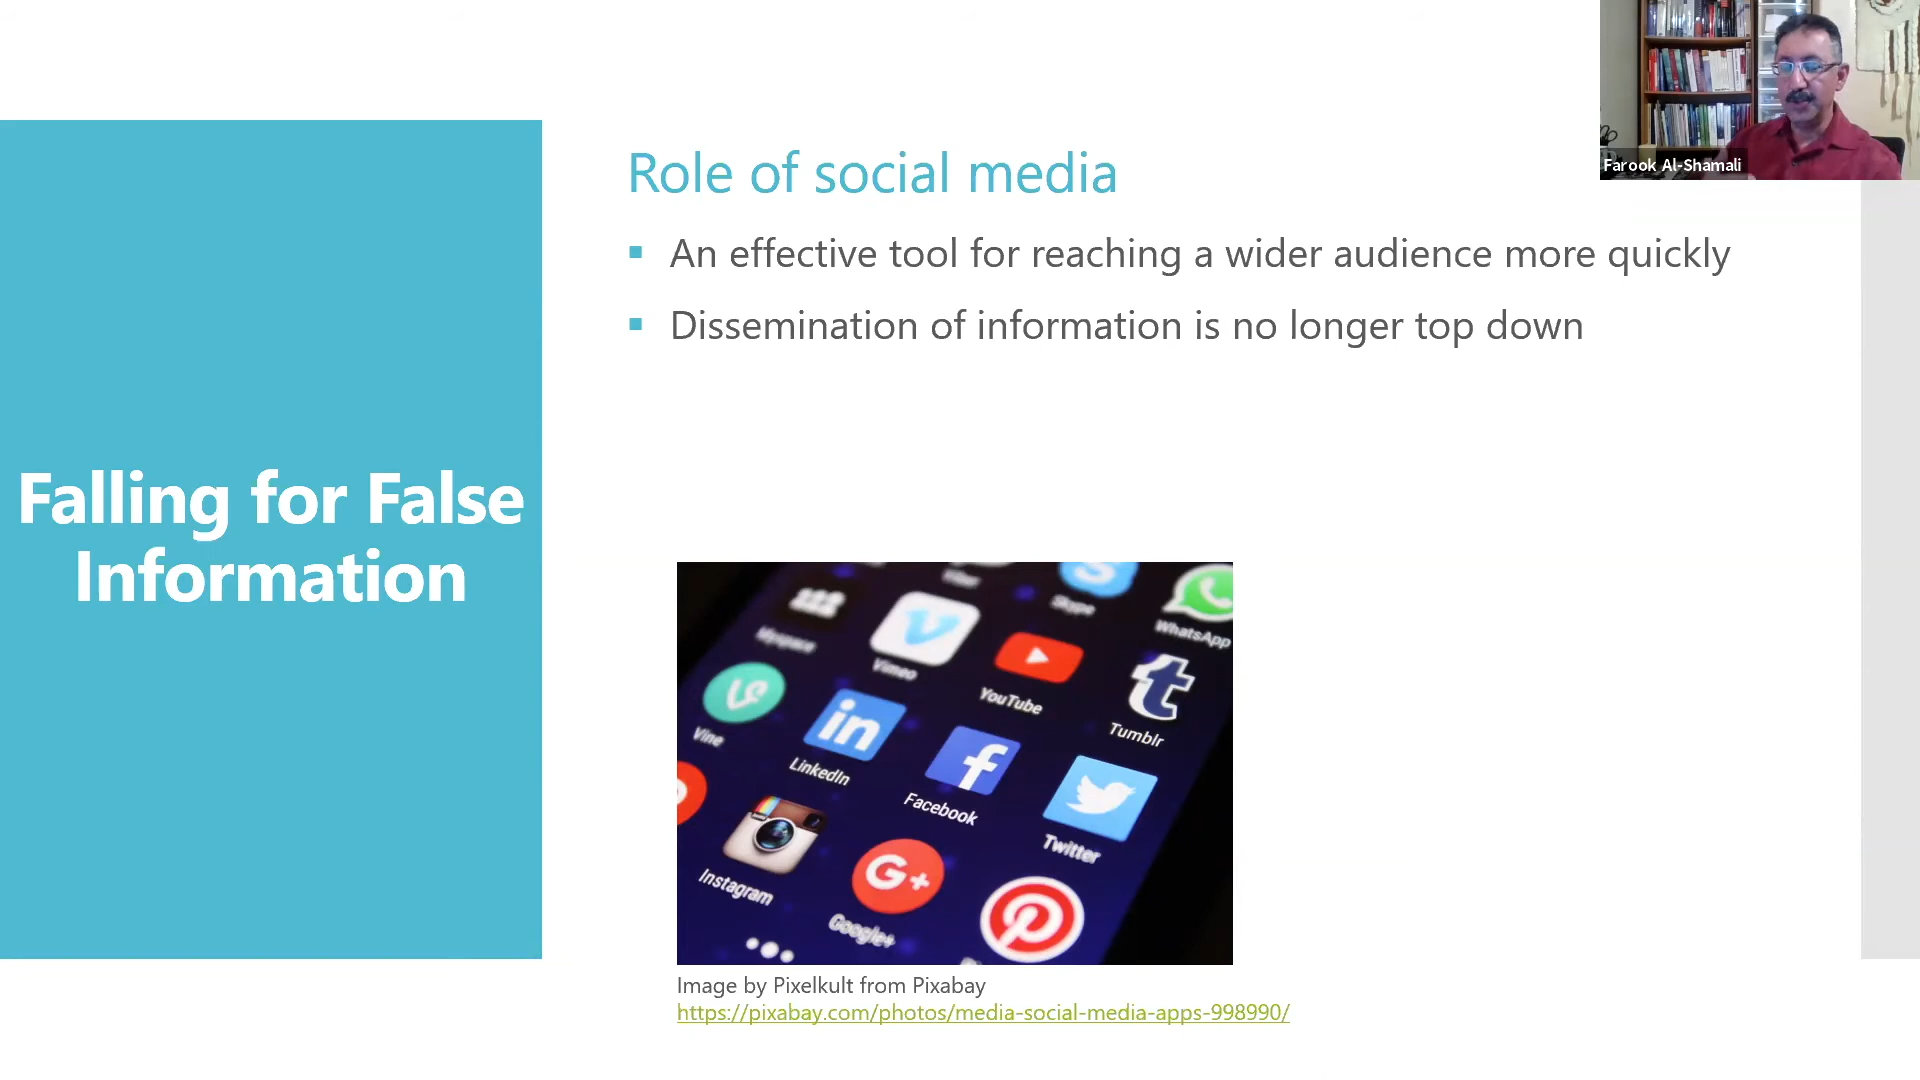 Farook Al-Shamali
Role of social media
An effective tool for reaching a wider audience more quickly
Dissemination of information is no longer top down
Falling for False
Information
Viber
Skype
WhatsApp
Myspace
Vimeo
YouTube
Tumblr
Vine
LinkedIn
Facebook
Twitter
Instagram
G+
Google+
Image by Pixelkult from Pixabay
https://pixabay.com/photos/media-social-media-apps-998990/